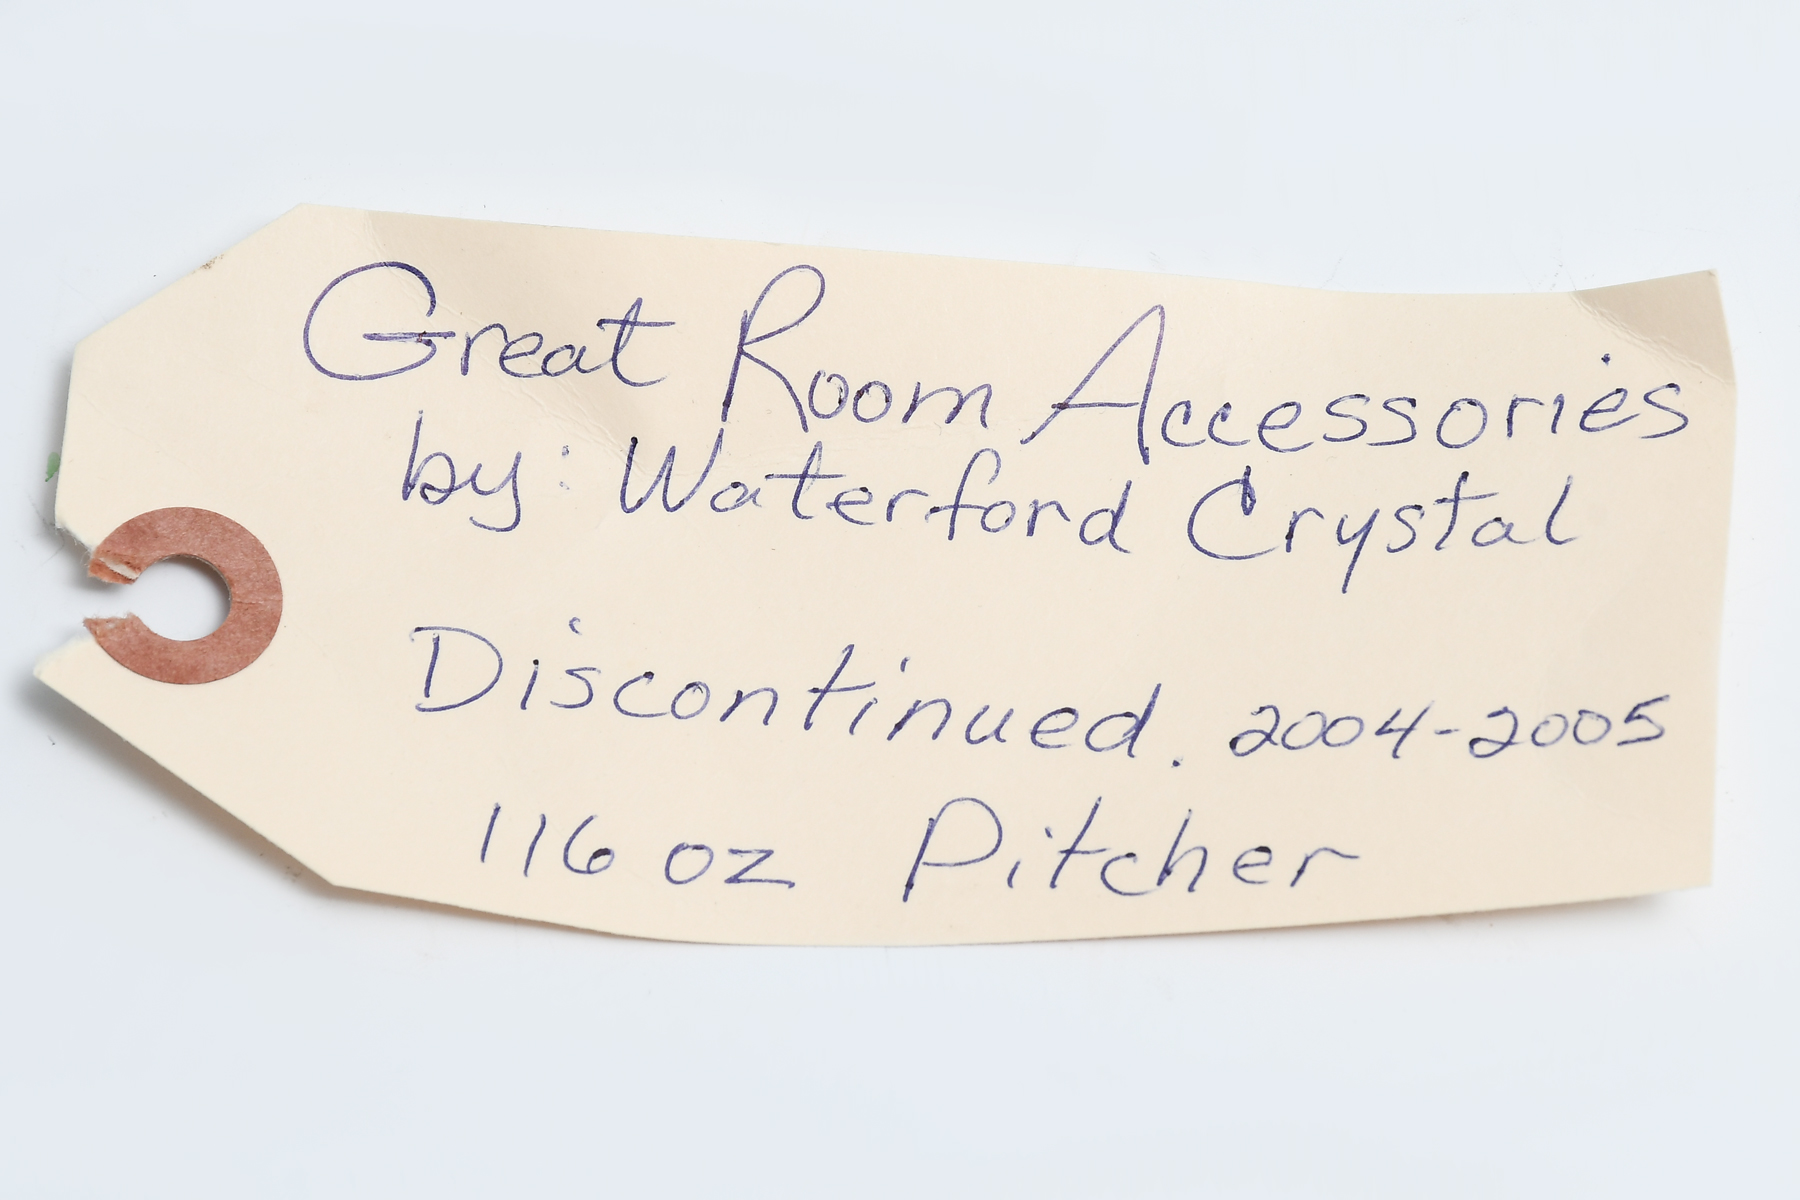 Great Room Accessories
by: Waterford Crystal
Discontinued. 2004-2005
116 oz Pitcher